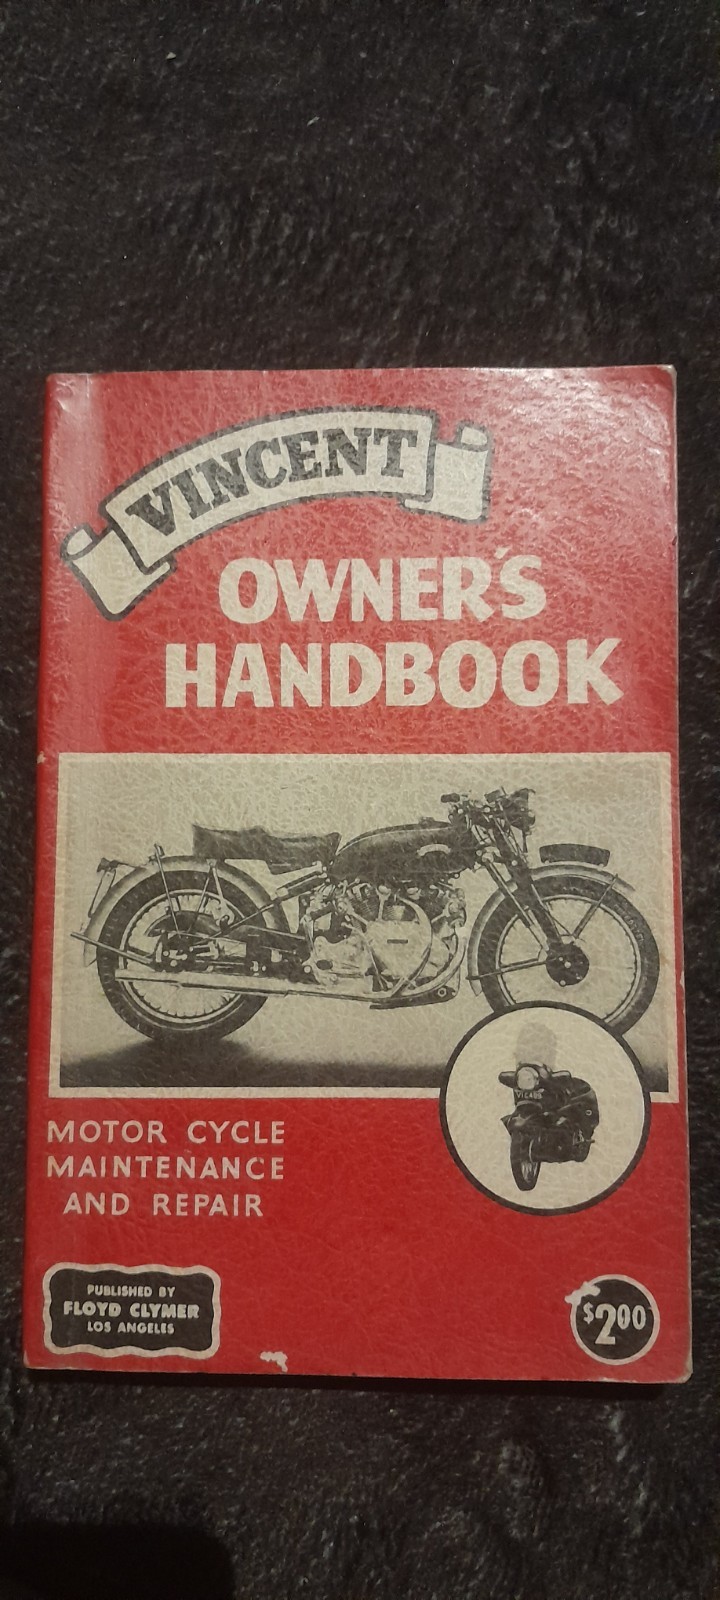 VINCENT
OWNER'S
HANDBOOK
MOTOR CYCLE
MAINTENANCE
AND REPAIR
PUBLISHED BY
FLOYD CLYMER
LOS ANGELES
$2.00